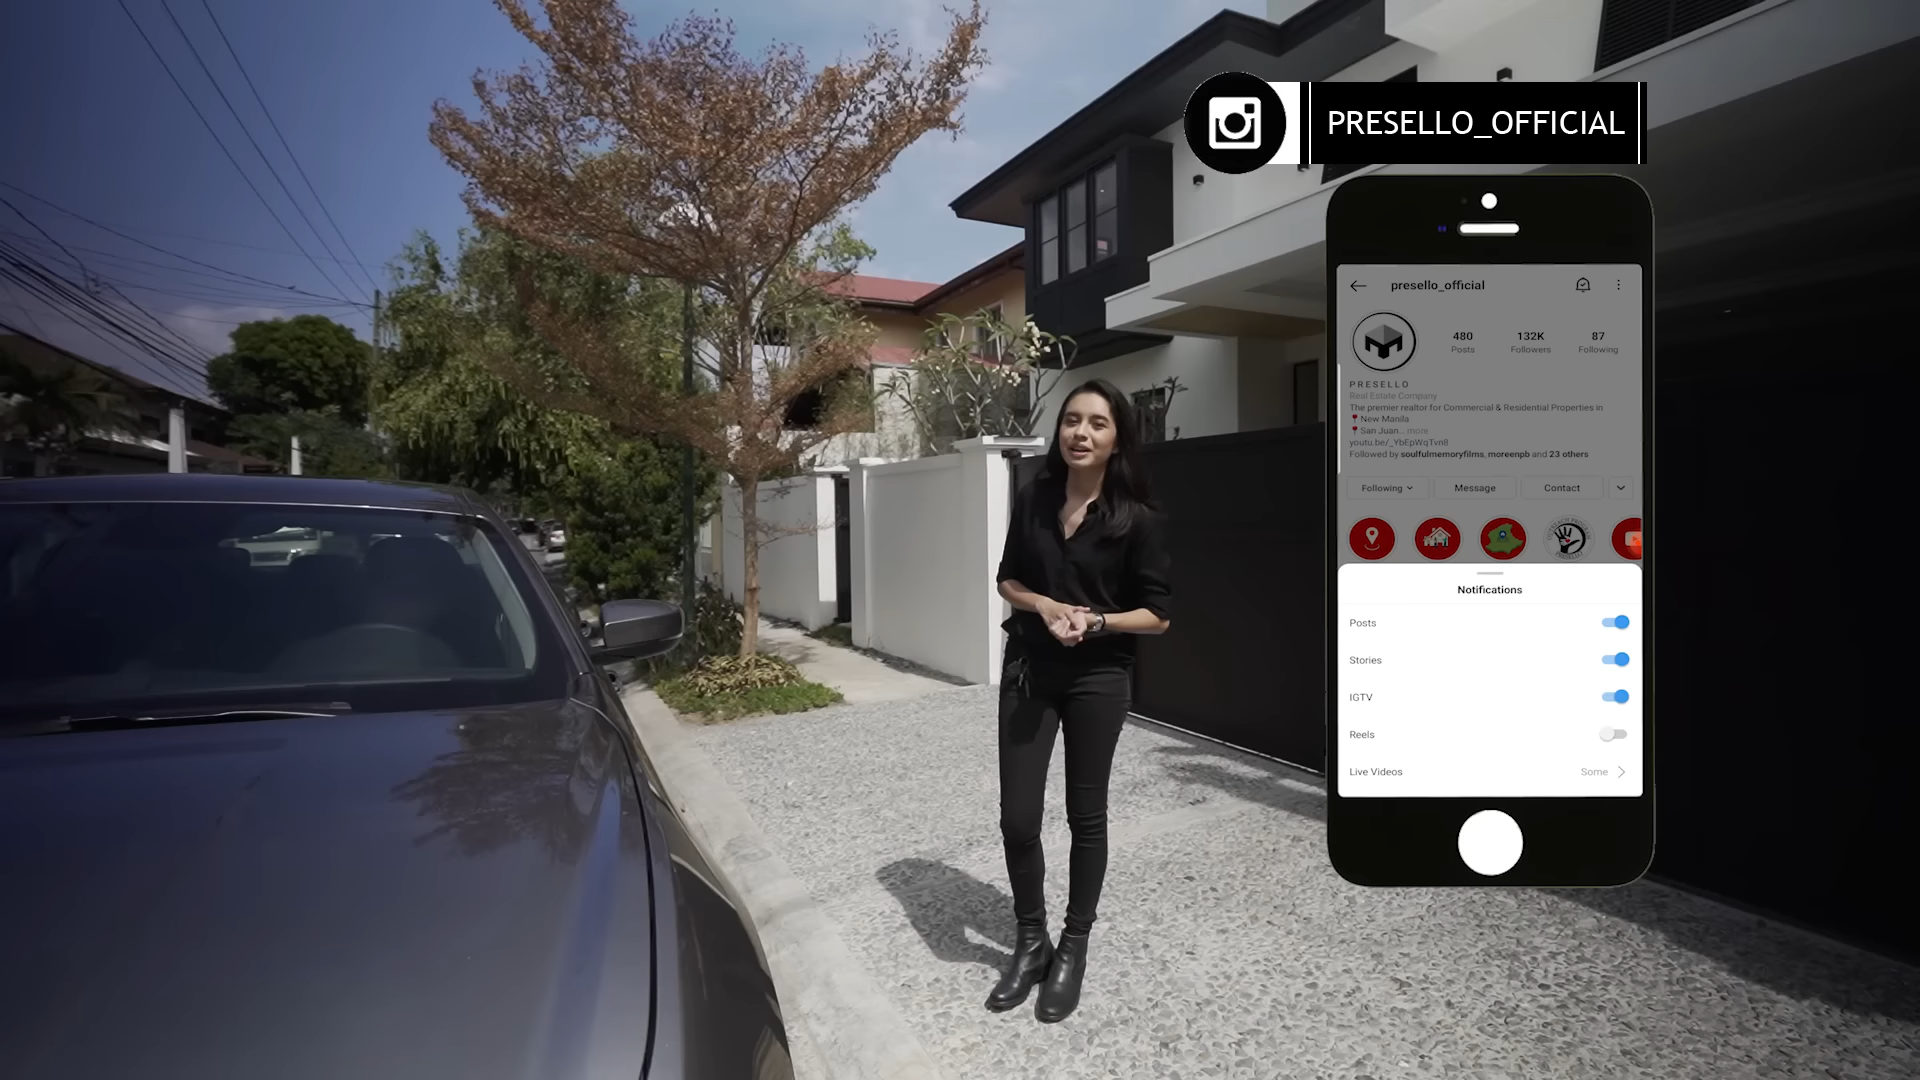 PRESELLO_OFFICIAL
presello_official
480
132K
87
Posts
Followers
Following
PRESELLO
Real Estate Company
The premier realtor for Commercial & Residential Properties in
New Manila
San Juan... more
youtu.be/_YbEpWqTvn8
Followed by soulfulmemoryfilms, moreenpb and 23 others
Following
Message
Contact
Notifications
Posts
Stories
IGTV
Reels
Live Videos
Some